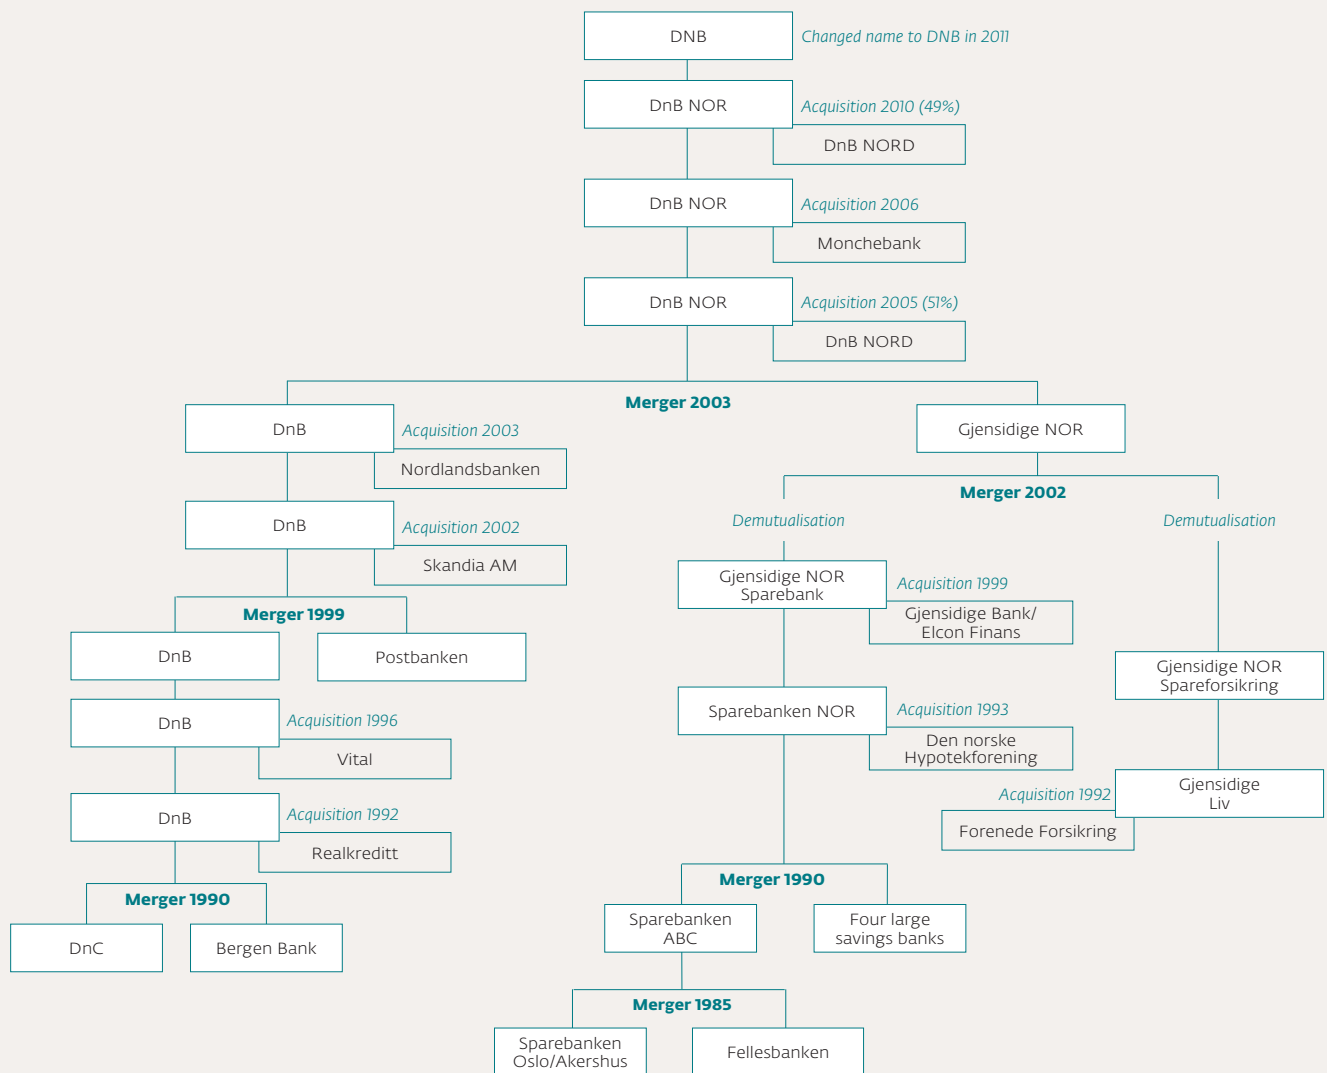 DNB
Changed name to DNB in 2011
DnB NOR
Acquisition 2010 (49%)
DnB NORD
DnB NOR
Acquisition 2006
Monchebank
DnB NOR
Acquisition 2005 (51%)
DnB NORD
Merger 2003
DnB
Acquisition 2003
Nordlandsbanken
Gjensidige NOR
Merger 2002
DnB
Acquisition 2002
Skandia AM
Demutualisation
Demutualisation
Gjensidige NOR
Sparebank
Acquisition 1999
Gjensidige Bank/
Elcon Finans
Merger 1999
DnB
Postbanken
Gjensidige NOR
Spareforsikring
DnB
Acquisition 1996
Vital
Sparebanken NOR
Acquisition 1993
Den norske
Hypotekforening
Gjensidige
Liv
Acquisition 1992
Forenede Forsikring
DnB
Acquisition 1992
Realkreditt
Merger 1990
DnC
Bergen Bank
Merger 1990
Sparebanken
ABC
Four large
savings banks
Merger 1985
Sparebanken
Oslo/Akershus
Fellesbanken